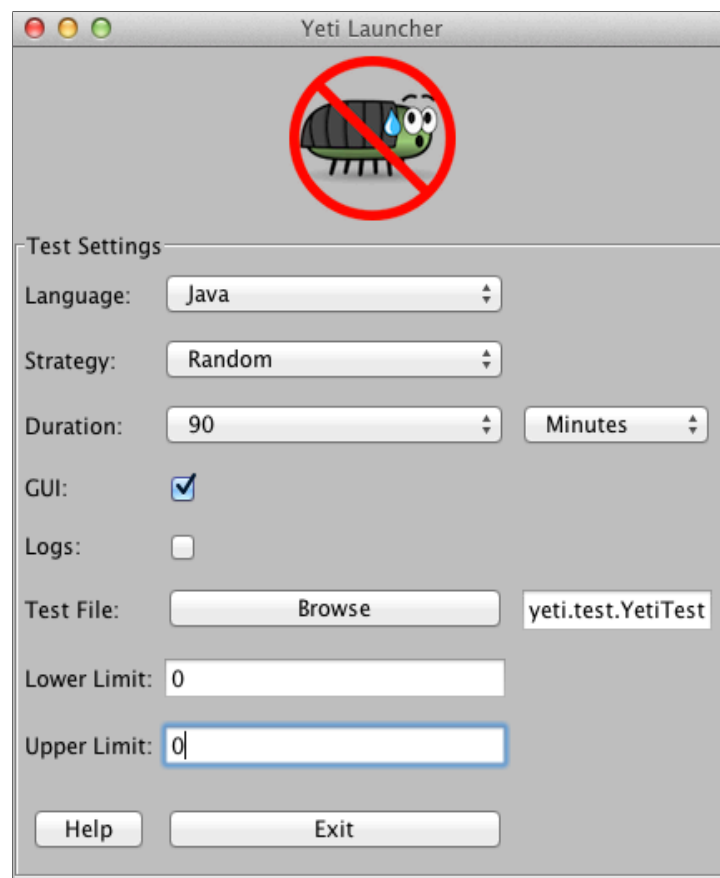 Yeti Launcher
Test Settings
Language: Java
Strategy: Random
Duration: 90 Minutes
GUI:
Logs:
Test File: Browse yeti.test.YetiTest
Lower Limit: 0
Upper Limit: 0
Help Exit